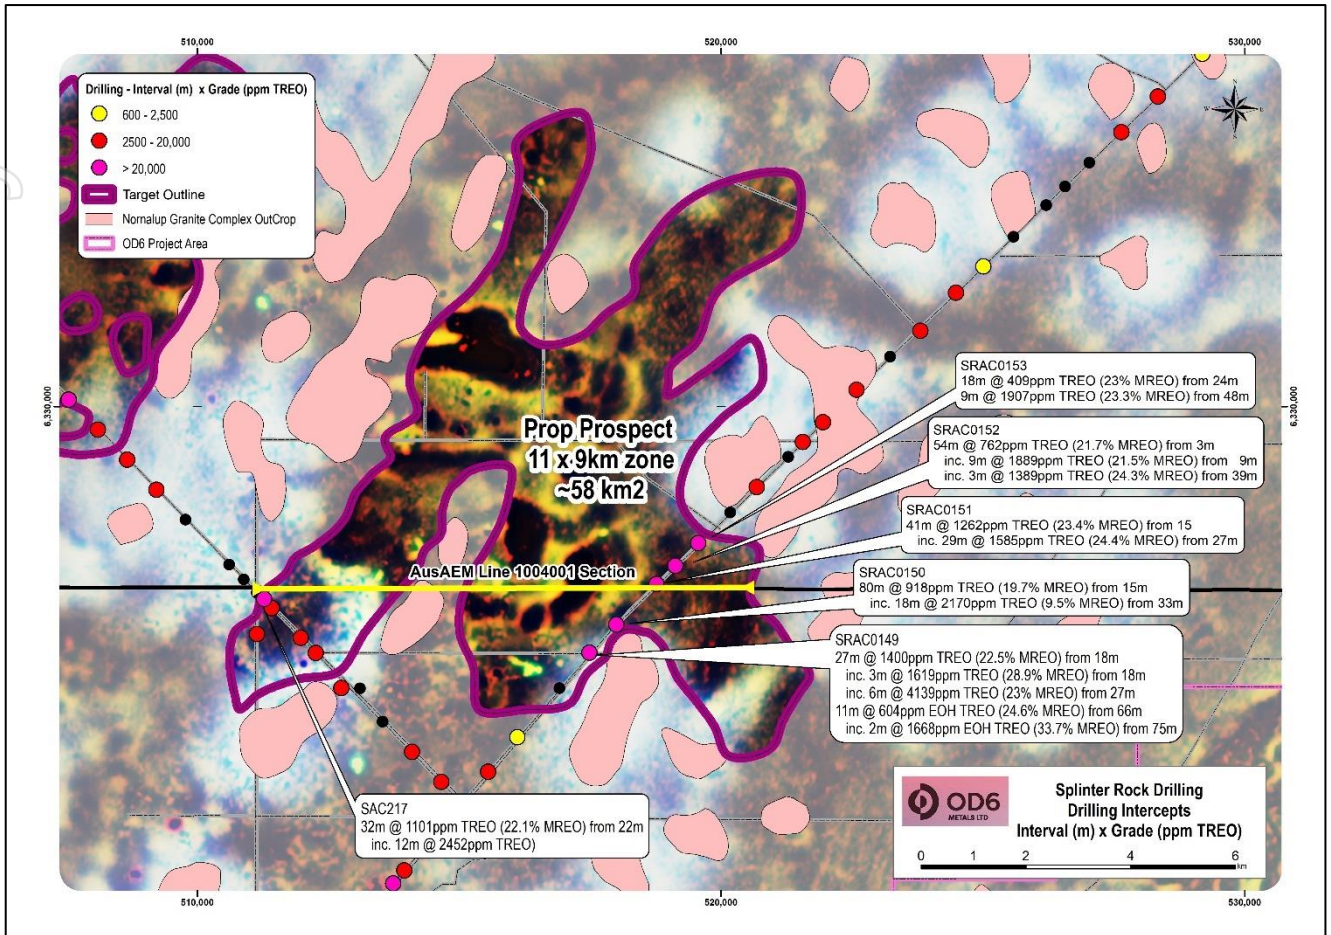 510,000
520,000
530,000
Drilling - Interval (m) x Grade (ppm TREO)
600 - 2,500
2500 - 20,000
> 20,000
Target Outline
Nornalup Granite Complex OutCrop
OD6 Project Area
N
W
E
S
6,330,000
6,330,000
SRAC0153
18m @ 409ppm TREO (23% MREO) from 24m
9m @ 1907ppm TREO (23.3% MREO) from 48m
Prop Prospect
11 x 9km zone
~58 km2
SRAC0152
54m @ 762ppm TREO (21.7% MREO) from 3m
inc. 9m @ 1889ppm TREO (21.5% MREO) from 9m
inc. 3m @ 1389ppm TREO (24.3% MREO) from 39m
SRAC0151
41m @ 1262ppm TREO (23.4% MREO) from 15
inc. 29m @ 1585ppm TREO (24.4% MREO) from 27m
AusAEM Line 1004001 Section
SRAC0150
80m @ 918ppm TREO (19.7% MREO) from 15m
inc. 18m @ 2170ppm TREO (9.5% MREO) from 33m
SRAC0149
27m @ 1400ppm TREO (22.5% MREO) from 18m
inc. 3m @ 1619ppm TREO (28.9% MREO) from 18m
inc. 6m @ 4139ppm TREO (23% MREO) from 27m
11m @ 604ppm EOH TREO (24.6% MREO) from 66m
inc. 2m @ 1668ppm EOH TREO (33.7% MREO) from 75m
SAC217
32m @ 1101ppm TREO (22.1% MREO) from 22m
inc. 12m @ 2452ppm TREO)
OD6
METALS LTD
Splinter Rock Drilling
Drilling Intercepts
Interval (m) x Grade (ppm TREO)
0 1 2 4 6
km
510,000
520,000
530,000